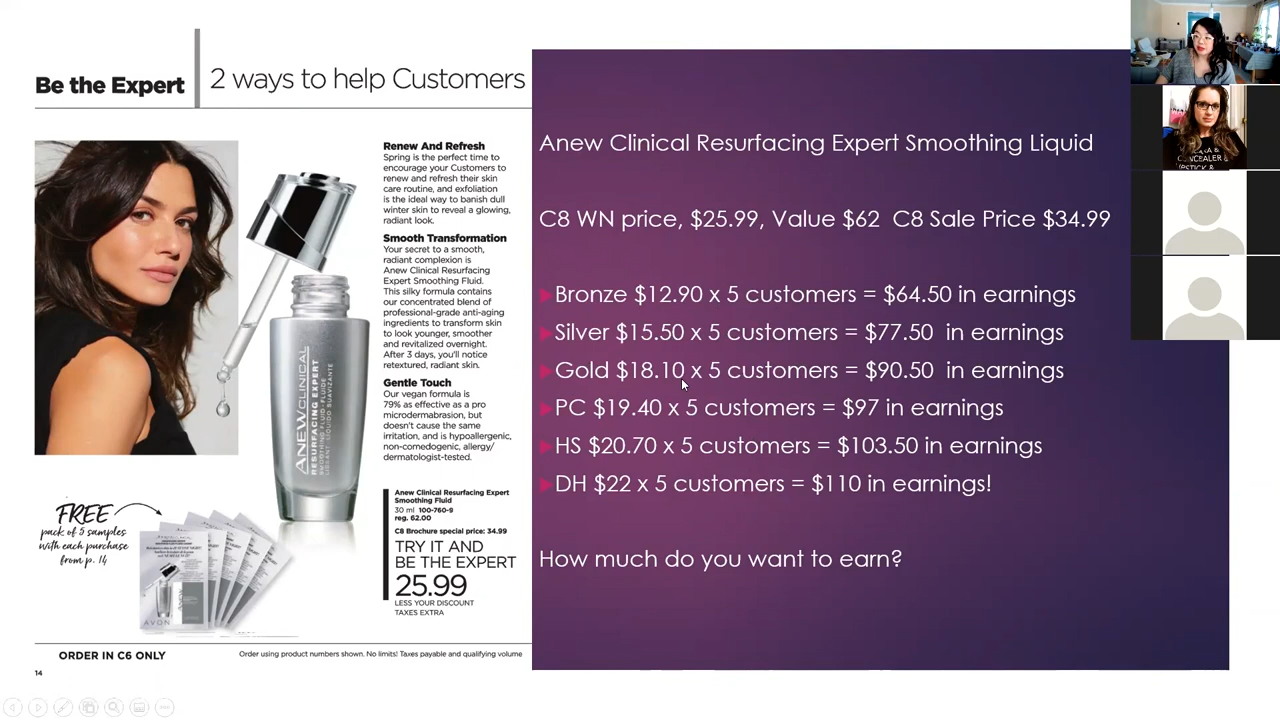 Be the Expert
2 ways to help Customers
Renew And Refresh
Spring is the perfect time to
encourage your Customers to
renew and refresh their skin
care routine, and exfoliation
is the ideal way to banish dull
winter skin to reveal a glowing,
radiant look.
Smooth Transformation
Your secret to a smooth,
radiant complexion is
Anew Clinical Resurfacing
Expert Smoothing Fluid.
This silky formula contains
our concentrated blend of
professional-grade anti-aging
ingredients to transform skin
to look younger, smoother
and revitalized overnight.
After 3 days, you'll notice
retextured, radiant skin.
Gentle Touch
Our vegan formula is
79% as effective as a pro
microdermabrasion, but
doesn't cause the same
irritation, and is hypoallergenic,
non-comedogenic, allergy/
dermatologist-tested.
ANEW CLINICAL
RESURFACING EXPERT
SMOOTHING FLUID • FLUIDE
LISSANT • LÍQUIDO SUAVIZANTE
FREE
pack of 5 samples
with each purchase
from p. 14
AVON
Anew Clinical Resurfacing Expert
Smoothing Fluid
30 ml 100-760-9
reg. 62.00
C8 Brochure special price: 34.99
TRY IT AND
BE THE EXPERT
25.99
LESS YOUR DISCOUNT
TAXES EXTRA
ORDER IN C6 ONLY
Order using product numbers shown. No limits! Taxes payable and qualifying volume
14
Anew Clinical Resurfacing Expert Smoothing Liquid
C8 WN price, $25.99, Value $62 C8 Sale Price $34.99
Bronze $12.90 x 5 customers = $64.50 in earnings
Silver $15.50 x 5 customers = $77.50 in earnings
Gold $18.10 x 5 customers = $90.50 in earnings
PC $19.40 x 5 customers = $97 in earnings
HS $20.70 x 5 customers = $103.50 in earnings
DH $22 x 5 customers = $110 in earnings!
How much do you want to earn?
CONCEALER &